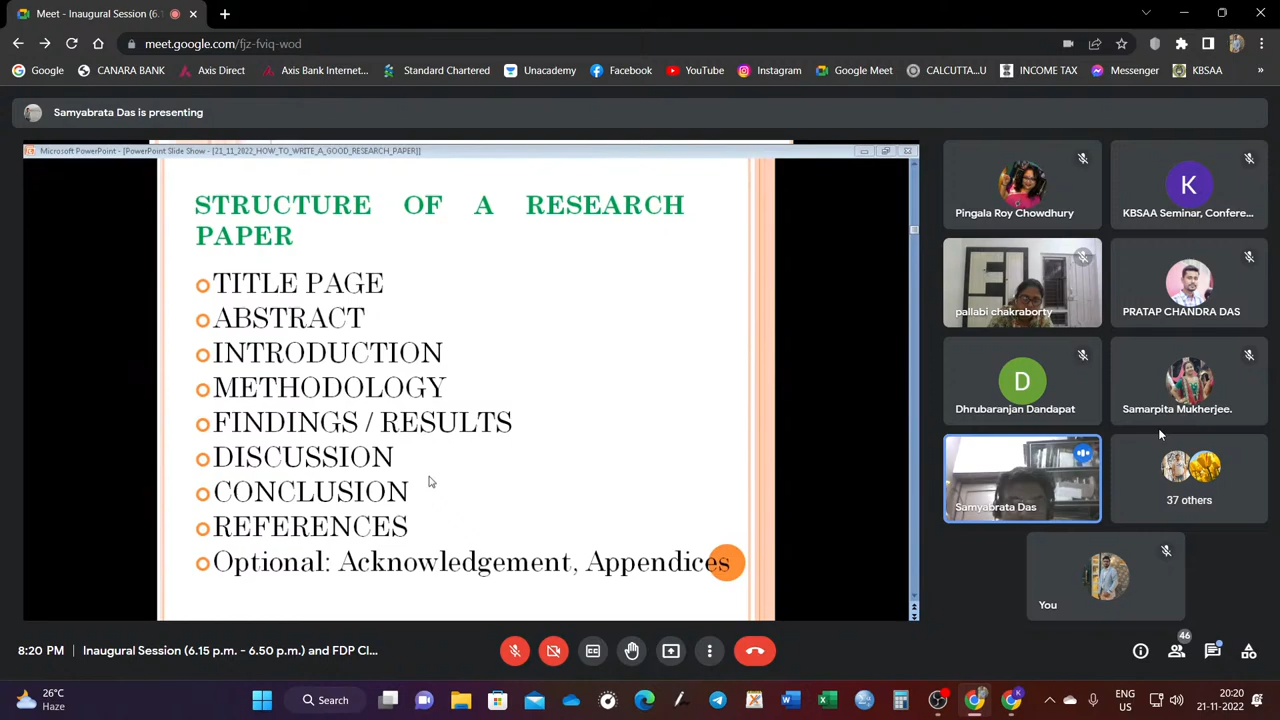 Meet - Inaugural Session (6.1
meet.google.com/fjz-fviq-wod
Google
CANARA BANK
Axis Direct
Axis Bank Internet...
Standard Chartered
Unacademy
Facebook
YouTube
Instagram
Google Meet
CALCUTTA...U
INCOME TAX
Messenger
KBSAA
»
Samyabrata Das is presenting
Microsoft PowerPoint - [PowerPoint Slide Show - [21_11_2022_HOW_TO_WRITE_A_GOOD_RESEARCH_PAPER]]
STRUCTURE OF A RESEARCH
PAPER
TITLE PAGE
ABSTRACT
INTRODUCTION
METHODOLOGY
FINDINGS / RESULTS
DISCUSSION
CONCLUSION
REFERENCES
Optional: Acknowledgement, Appendices
Pingala Roy Chowdhury
K
KBSAA Seminar, Confere...
pallabi chakraborty
PRATAP CHANDRA DAS
D
Dhrubaranjan Dandapat
Samarpita Mukherjee.
Samyabrata Das
37 others
You
8:20 PM
Inaugural Session (6.15 p.m. - 6.50 p.m.) and FDP Cl...
46
26°C
Haze
Search
ENG
US
20:20
21-11-2022